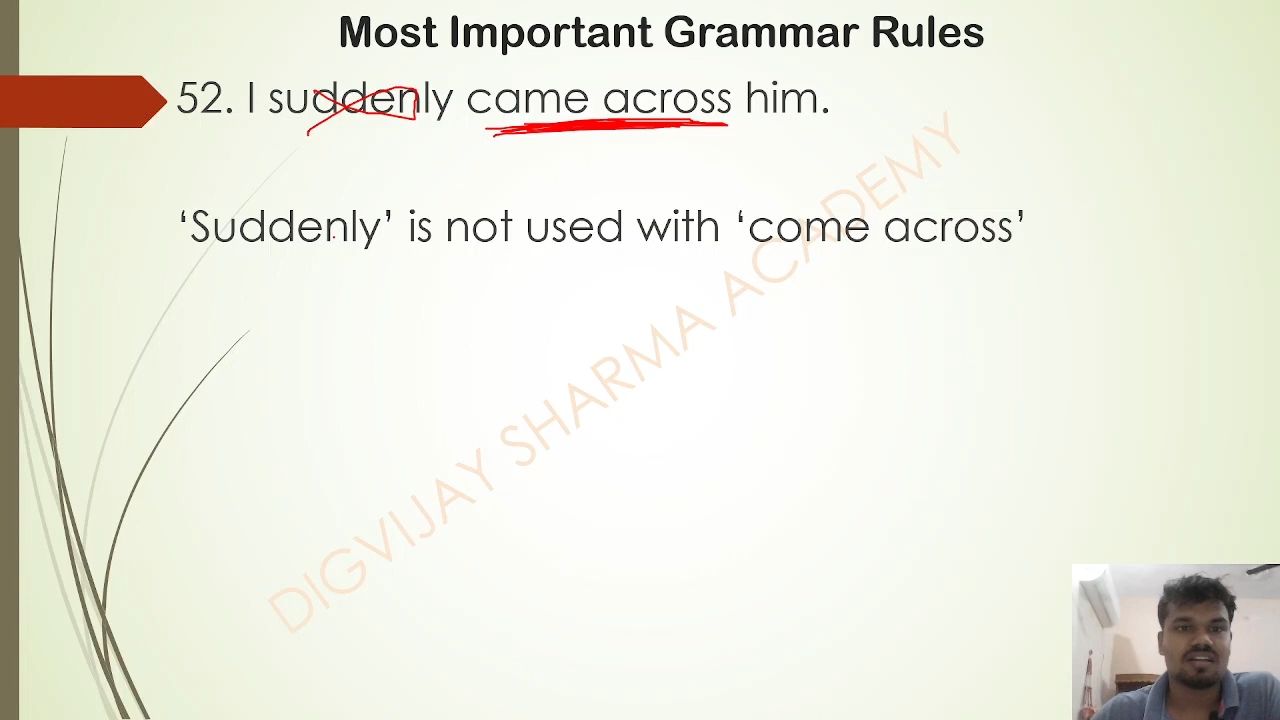 Most Important Grammar Rules
52. I suddenly came across him.
‘Suddenly’ is not used with ‘come across’
DIGVIJAY SHARMA ACADEMY